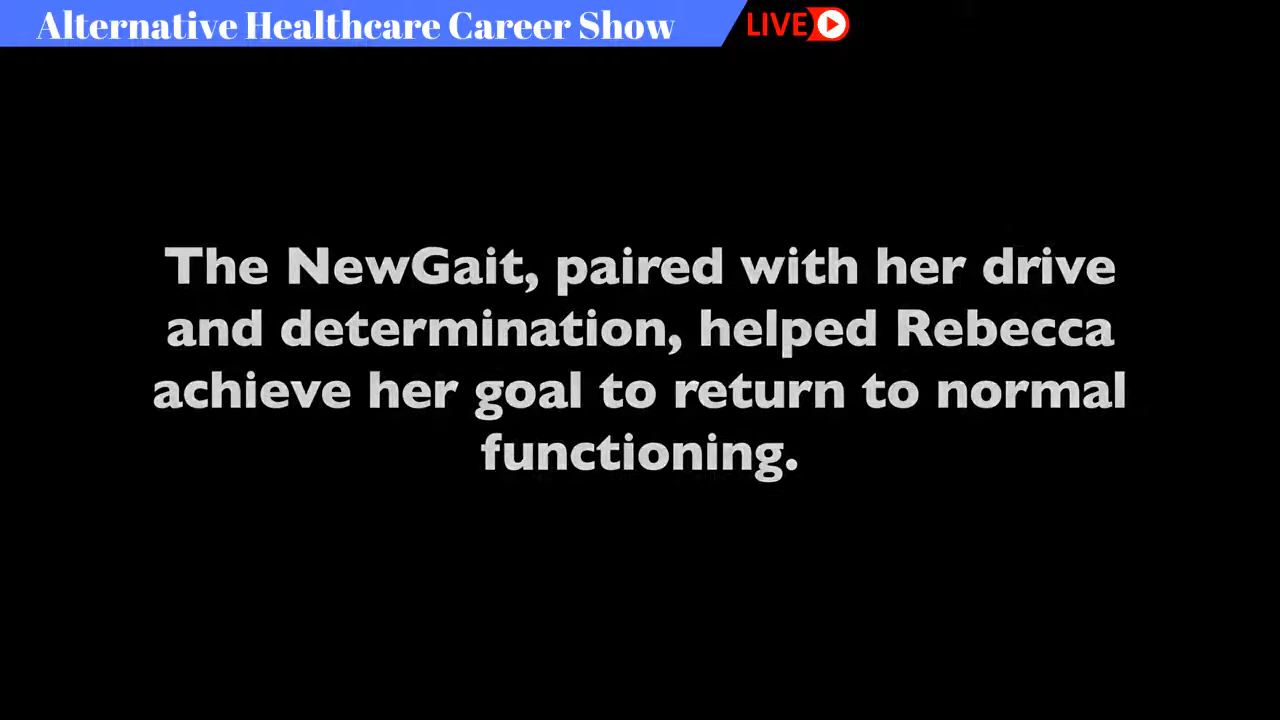 Alternative Healthcare Career Show
LIVE
The NewGait, paired with her drive
and determination, helped Rebecca
achieve her goal to return to normal
functioning.